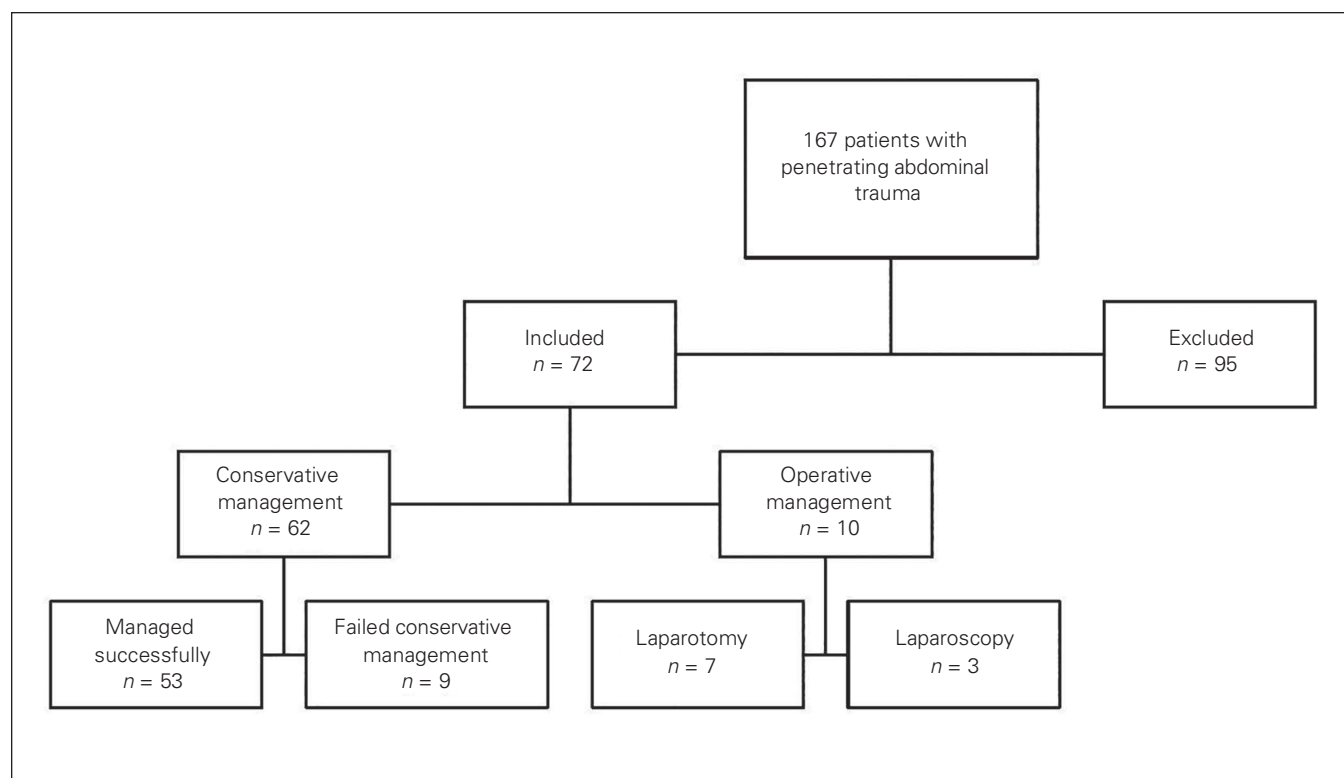 167 patients with
penetrating abdominal
trauma
Included
n = 72
Excluded
n = 95
Conservative
management
n = 62
Operative
management
n = 10
Managed
successfully
n = 53
Failed conservative
management
n = 9
Laparotomy
n = 7
Laparoscopy
n = 3